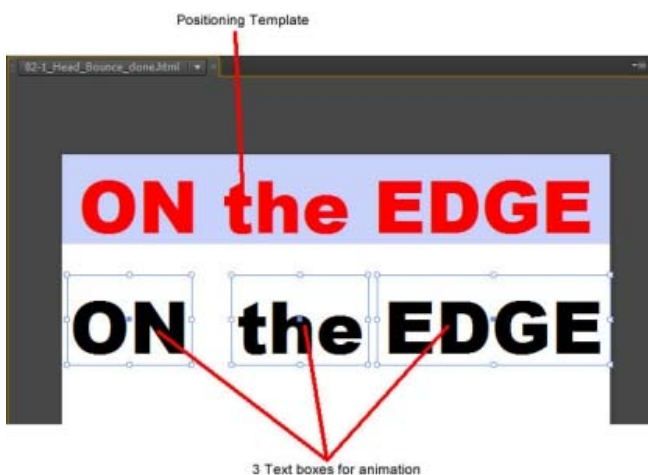 Positioning Template
02-1_Head_Bounce_done.html
ON the EDGE
ON the EDGE
3 Text boxes for animation